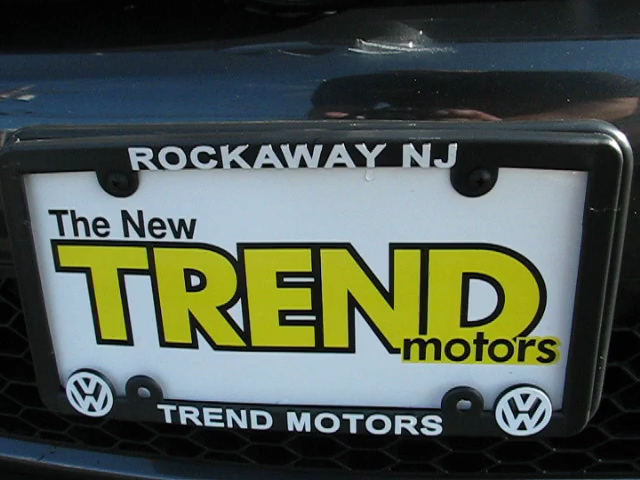 ROCKAWAY NJ
The New
TREND
motors
TREND MOTORS